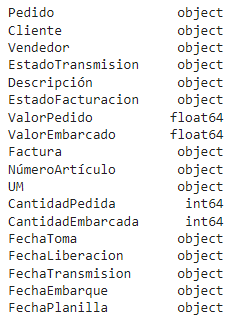 Pedido object
Cliente object
Vendedor object
EstadoTransmision object
Descripción object
EstadoFacturacion object
ValorPedido float64
ValorEmbarcado float64
Factura object
NúmeroArtículo object
UM object
CantidadPedida int64
CantidadEmbarcada int64
FechaToma object
FechaLiberacion object
FechaTransmision object
FechaEmbarque object
FechaPlanilla object